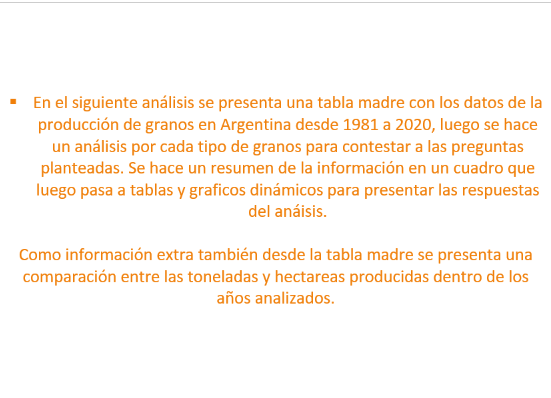 ▪ En el siguiente análisis se presenta una tabla madre con los datos de la
producción de granos en Argentina desde 1981 a 2020, luego se hace
un análisis por cada tipo de granos para contestar a las preguntas
planteadas. Se hace un resumen de la información en un cuadro que
luego pasa a tablas y graficos dinámicos para presentar las respuestas
del anáisis.
Como información extra también desde la tabla madre se presenta una
comparación entre las toneladas y hectareas producidas dentro de los
años analizados.